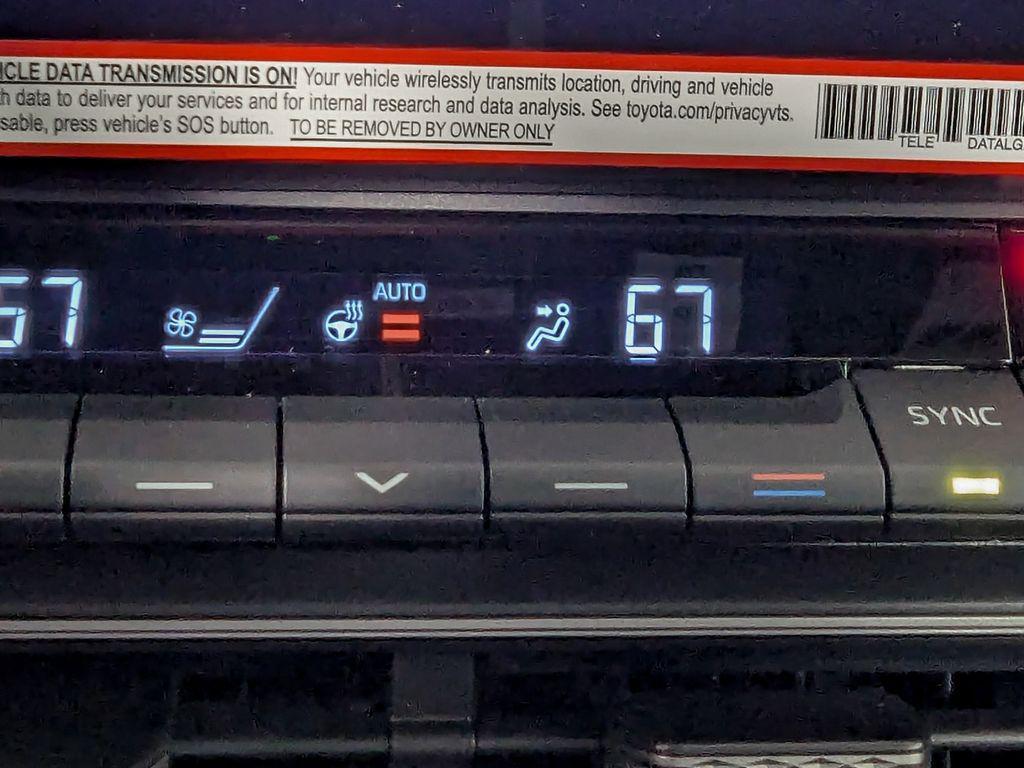 ICLE DATA TRANSMISSION IS ON! Your vehicle wirelessly transmits location, driving and vehicle
h data to deliver your services and for internal research and data analysis. See toyota.com/privacyvts.
sable, press vehicle's SOS button. TO BE REMOVED BY OWNER ONLY
TELE DATALG
67 AUTO 67
SYNC